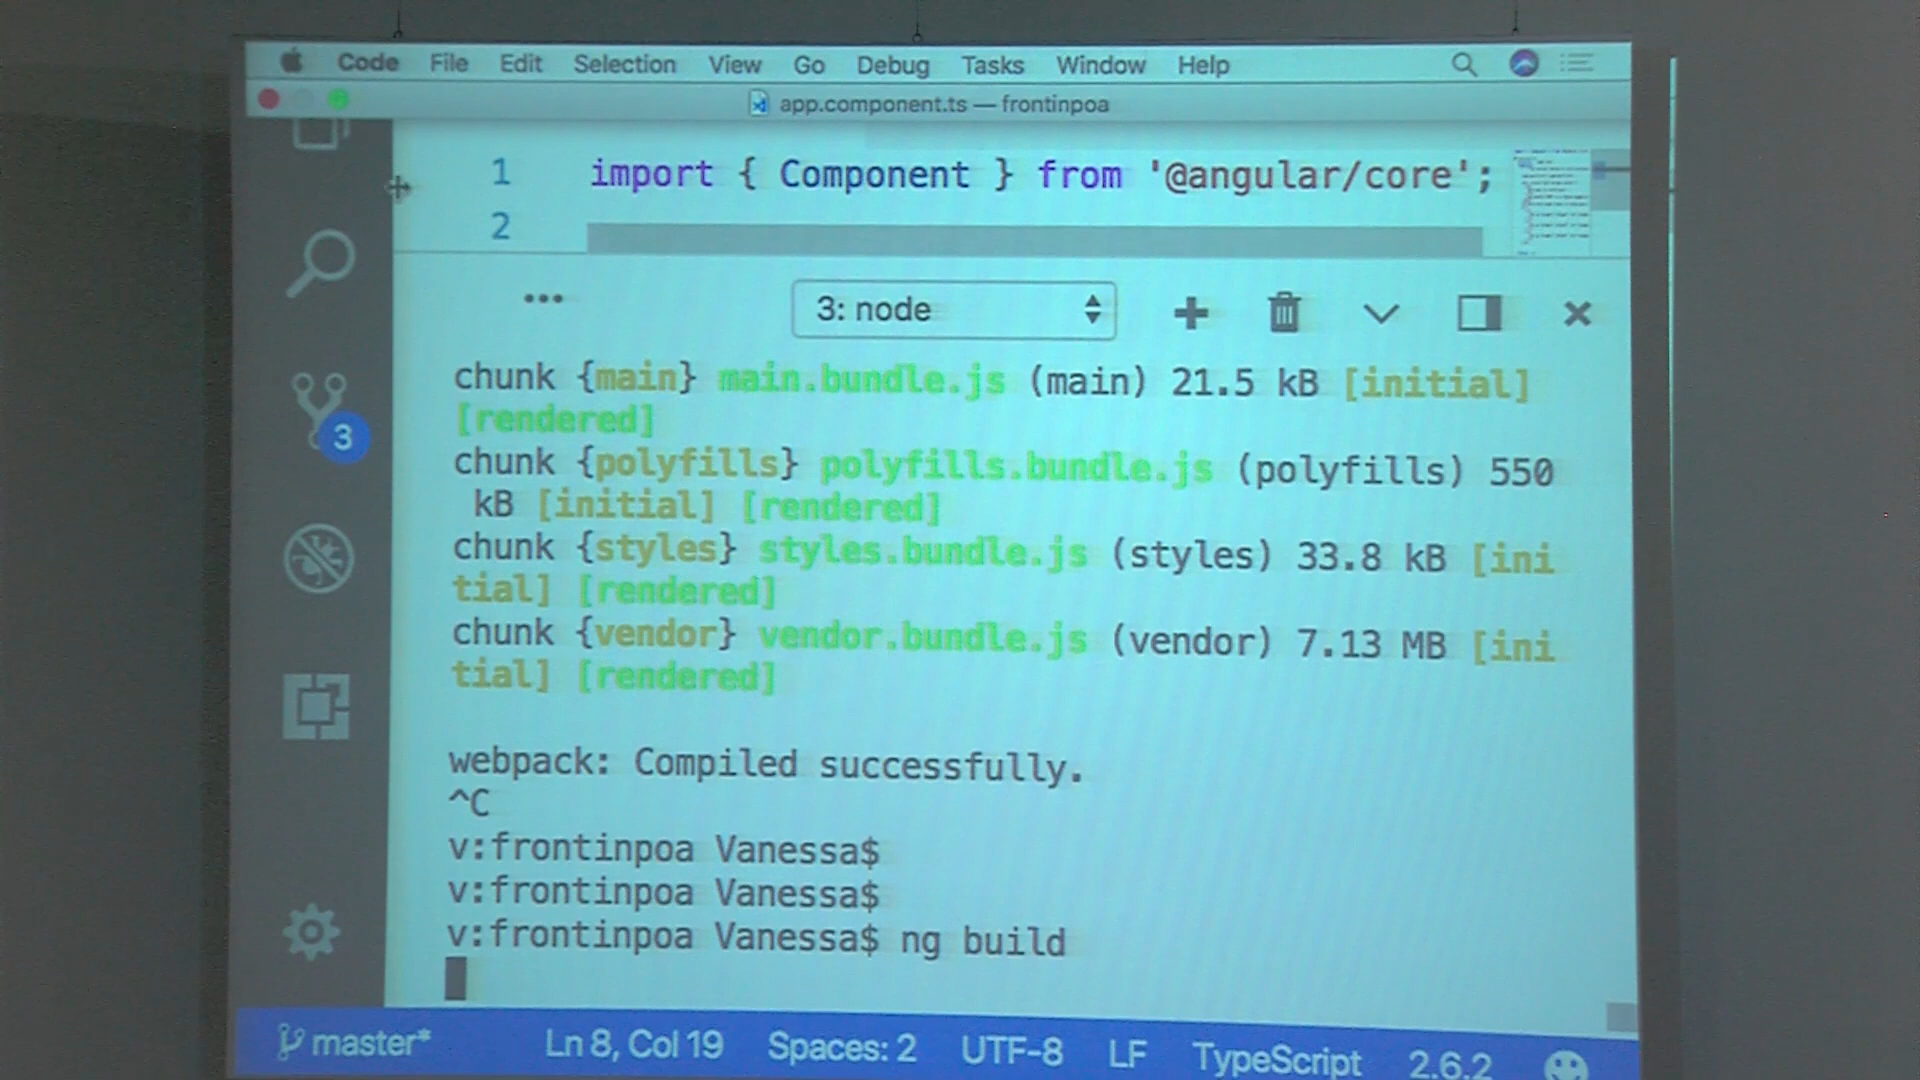 Code File Edit Selection View Go Debug Tasks Window Help
app.component.ts — frontinpoa
1 import { Component } from '@angular/core';
2
3: node
chunk {main} main.bundle.js (main) 21.5 kB [initial]
[rendered]
chunk {polyfills} polyfills.bundle.js (polyfills) 550
kB [initial] [rendered]
3
chunk {styles} styles.bundle.js (styles) 33.8 kB [ini
tial] [rendered]
chunk {vendor} vendor.bundle.js (vendor) 7.13 MB [ini
tial] [rendered]
webpack: Compiled successfully.
^C
v:frontinpoa Vanessa$
v:frontinpoa Vanessa$
v:frontinpoa Vanessa$ ng build
master* Ln 8, Col 19 Spaces: 2 UTF-8 LF TypeScript 2.6.2